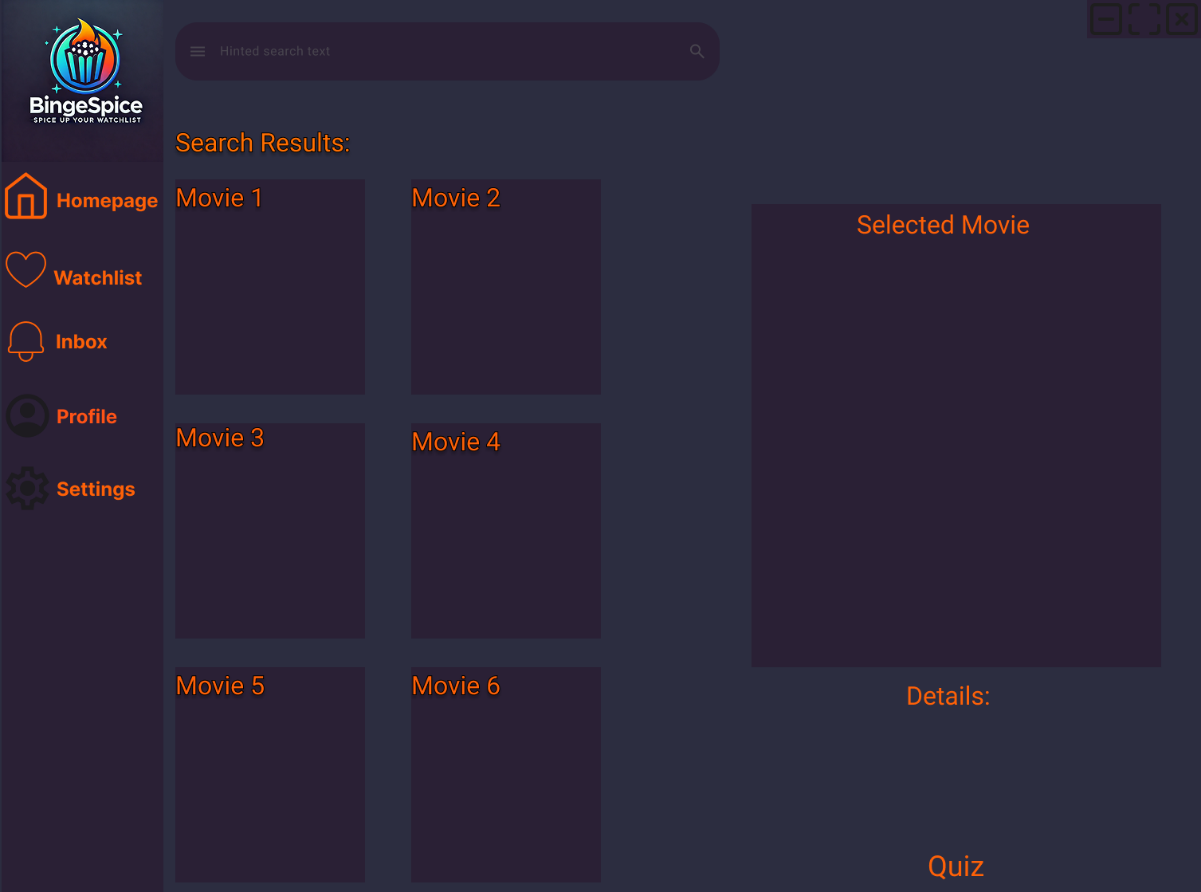 BingeSpice
SPICE UP YOUR WATCHLIST
Hinted search text
Homepage
Watchlist
Inbox
Profile
Settings
Search Results:
Movie 1
Movie 2
Movie 3
Movie 4
Movie 5
Movie 6
Selected Movie
Details:
Quiz